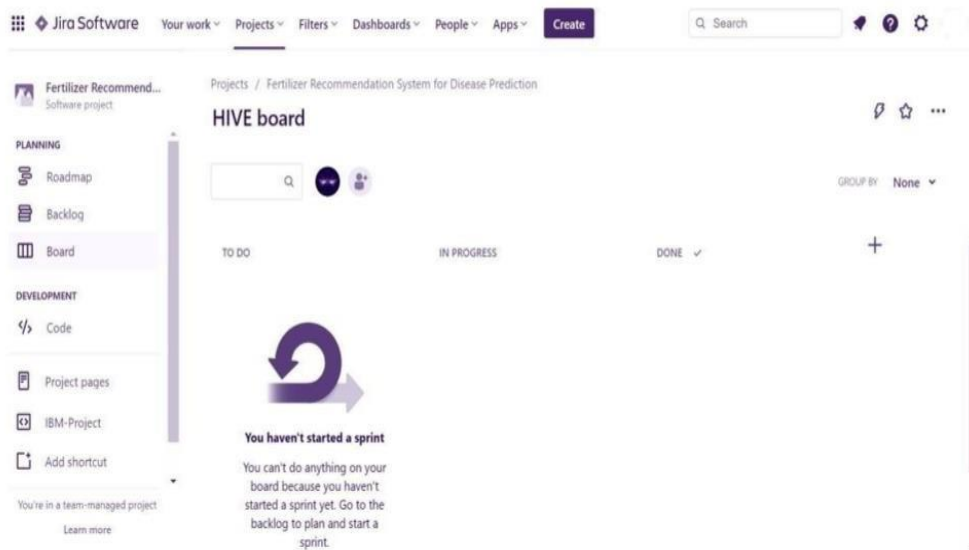 Jira Software Your work Projects Filters Dashboards People Apps Create Search
Fertilizer Recommend...
Software project
PLANNING
Roadmap
Backlog
Board
DEVELOPMENT
Code
Project pages
IBM-Project
Add shortcut
You're in a team-managed project
Learn more
Projects / Fertilizer Recommendation System for Disease Prediction
HIVE board
GROUP BY None
TO DO IN PROGRESS DONE
You haven't started a sprint
You can't do anything on your
board because you haven't
started a sprint yet. Go to the
backlog to plan and start a
sprint.